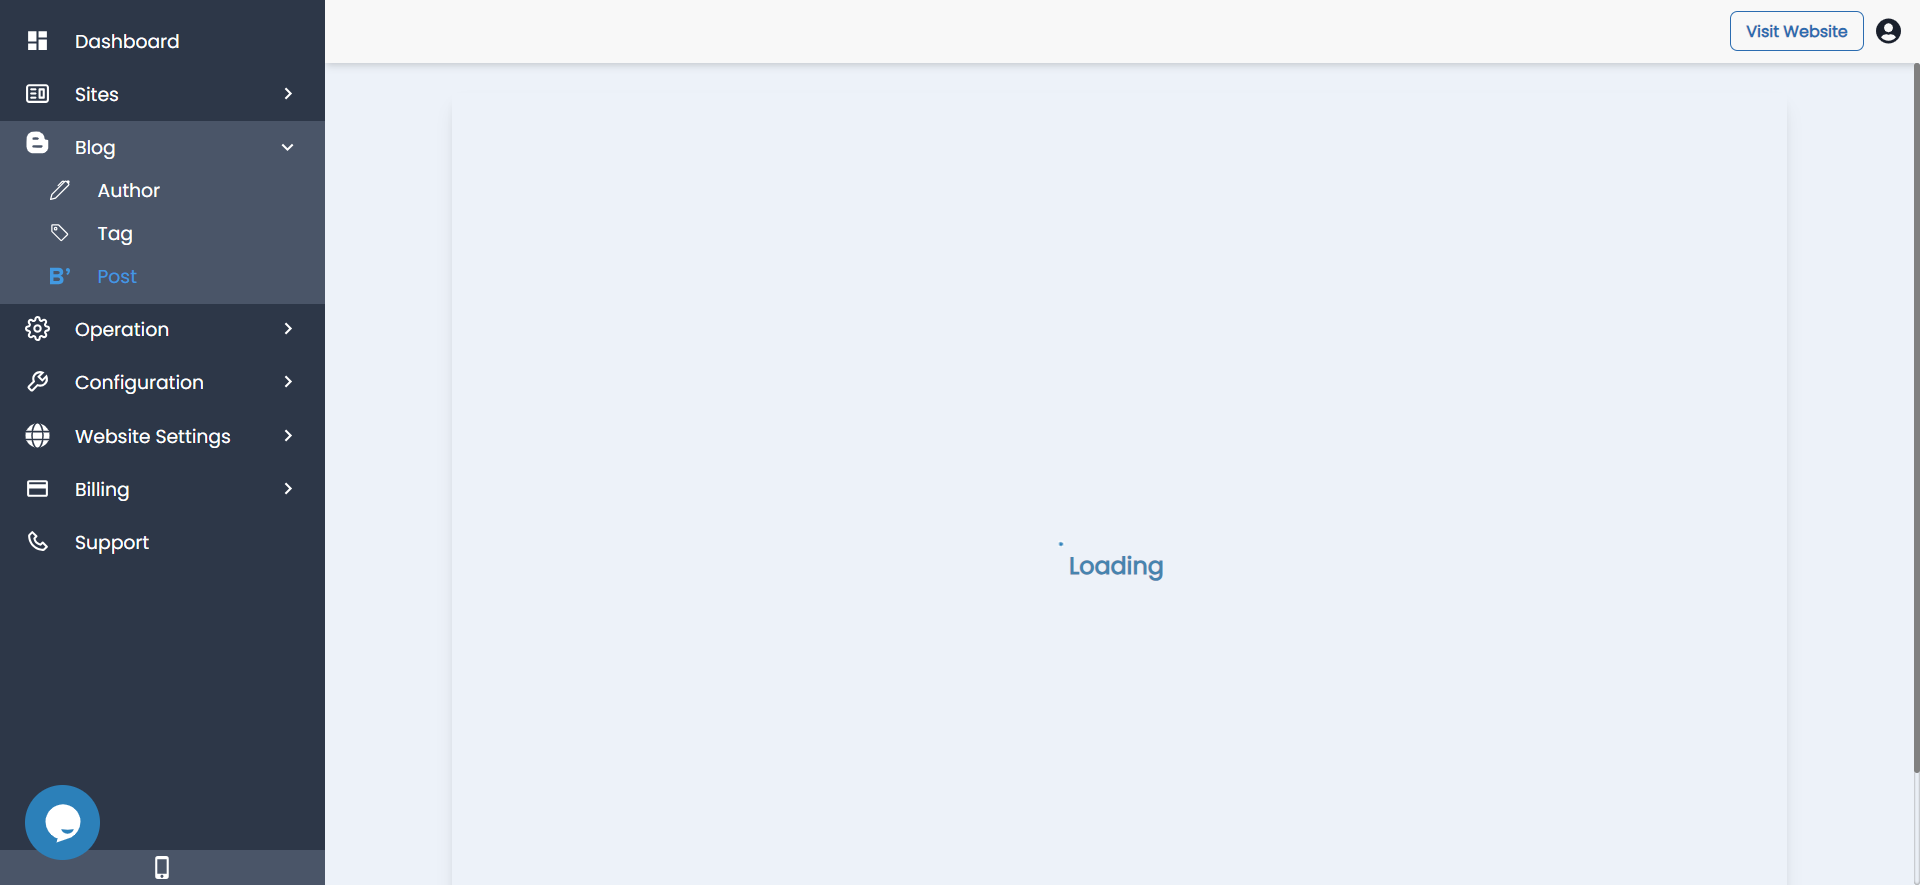 Dashboard
Sites
Blog
Author
Tag
Post
Operation
Configuration
Website Settings
Billing
Support
Visit Website
Loading